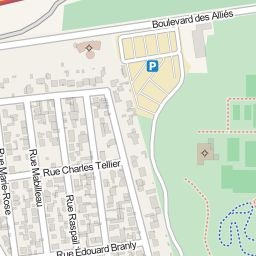 Boulevard des Alliés
P
Rue Charles Tellier
Rue Marie-Rose
Rue Mabilleau
Rue Raspail
Rue Édouard Branly